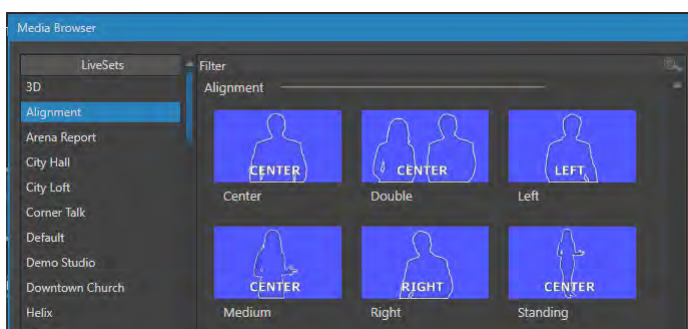 Media Browser
LiveSets
3D
Alignment
Arena Report
City Hall
City Loft
Corner Talk
Default
Demo Studio
Downtown Church
Helix
Filter
Alignment
CENTER
CENTER
LEFT
Center
Double
Left
CENTER
RIGHT
CENTER
Medium
Right
Standing